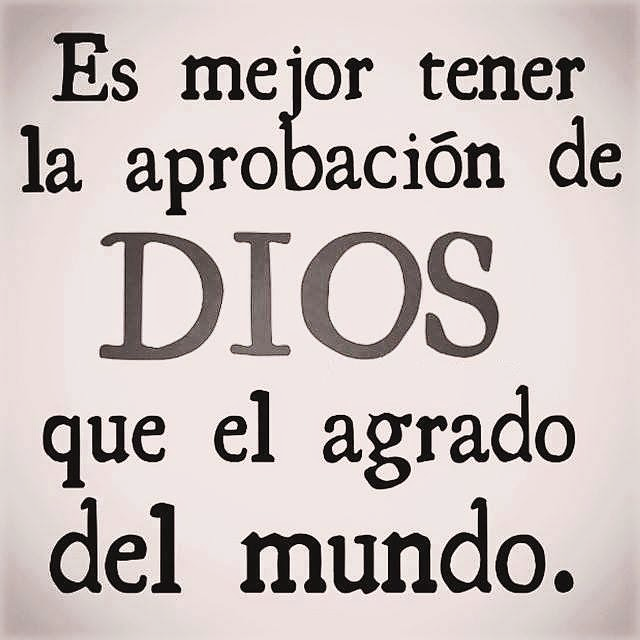 Es mejor tener
la aprobación de
DIOS
que el agrado
del mundo.